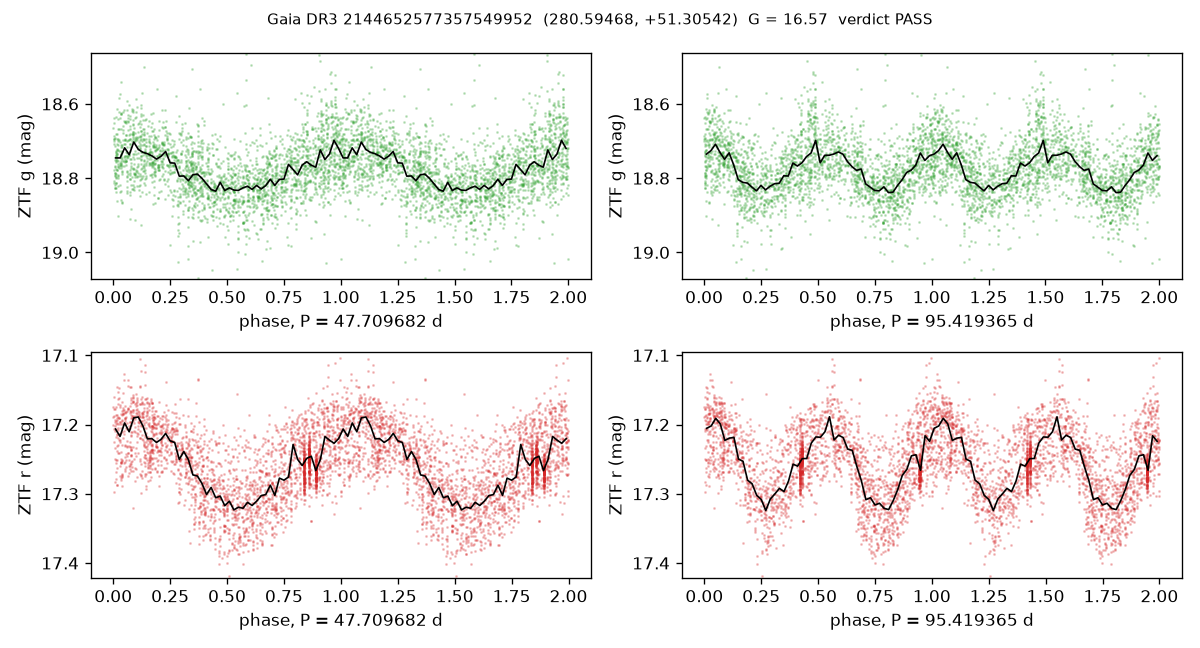 Gaia DR3 2144652577357549952  (280.59468, +51.30542)  G = 16.57  verdict PASS
ZTF g (mag)
18.6
18.8
19.0
0.00 0.25 0.50 0.75 1.00 1.25 1.50 1.75 2.00
phase, P = 47.709682 d
ZTF g (mag)
18.6
18.8
19.0
0.00 0.25 0.50 0.75 1.00 1.25 1.50 1.75 2.00
phase, P = 95.419365 d
ZTF r (mag)
17.1
17.2
17.3
17.4
0.00 0.25 0.50 0.75 1.00 1.25 1.50 1.75 2.00
phase, P = 47.709682 d
ZTF r (mag)
17.1
17.2
17.3
17.4
0.00 0.25 0.50 0.75 1.00 1.25 1.50 1.75 2.00
phase, P = 95.419365 d